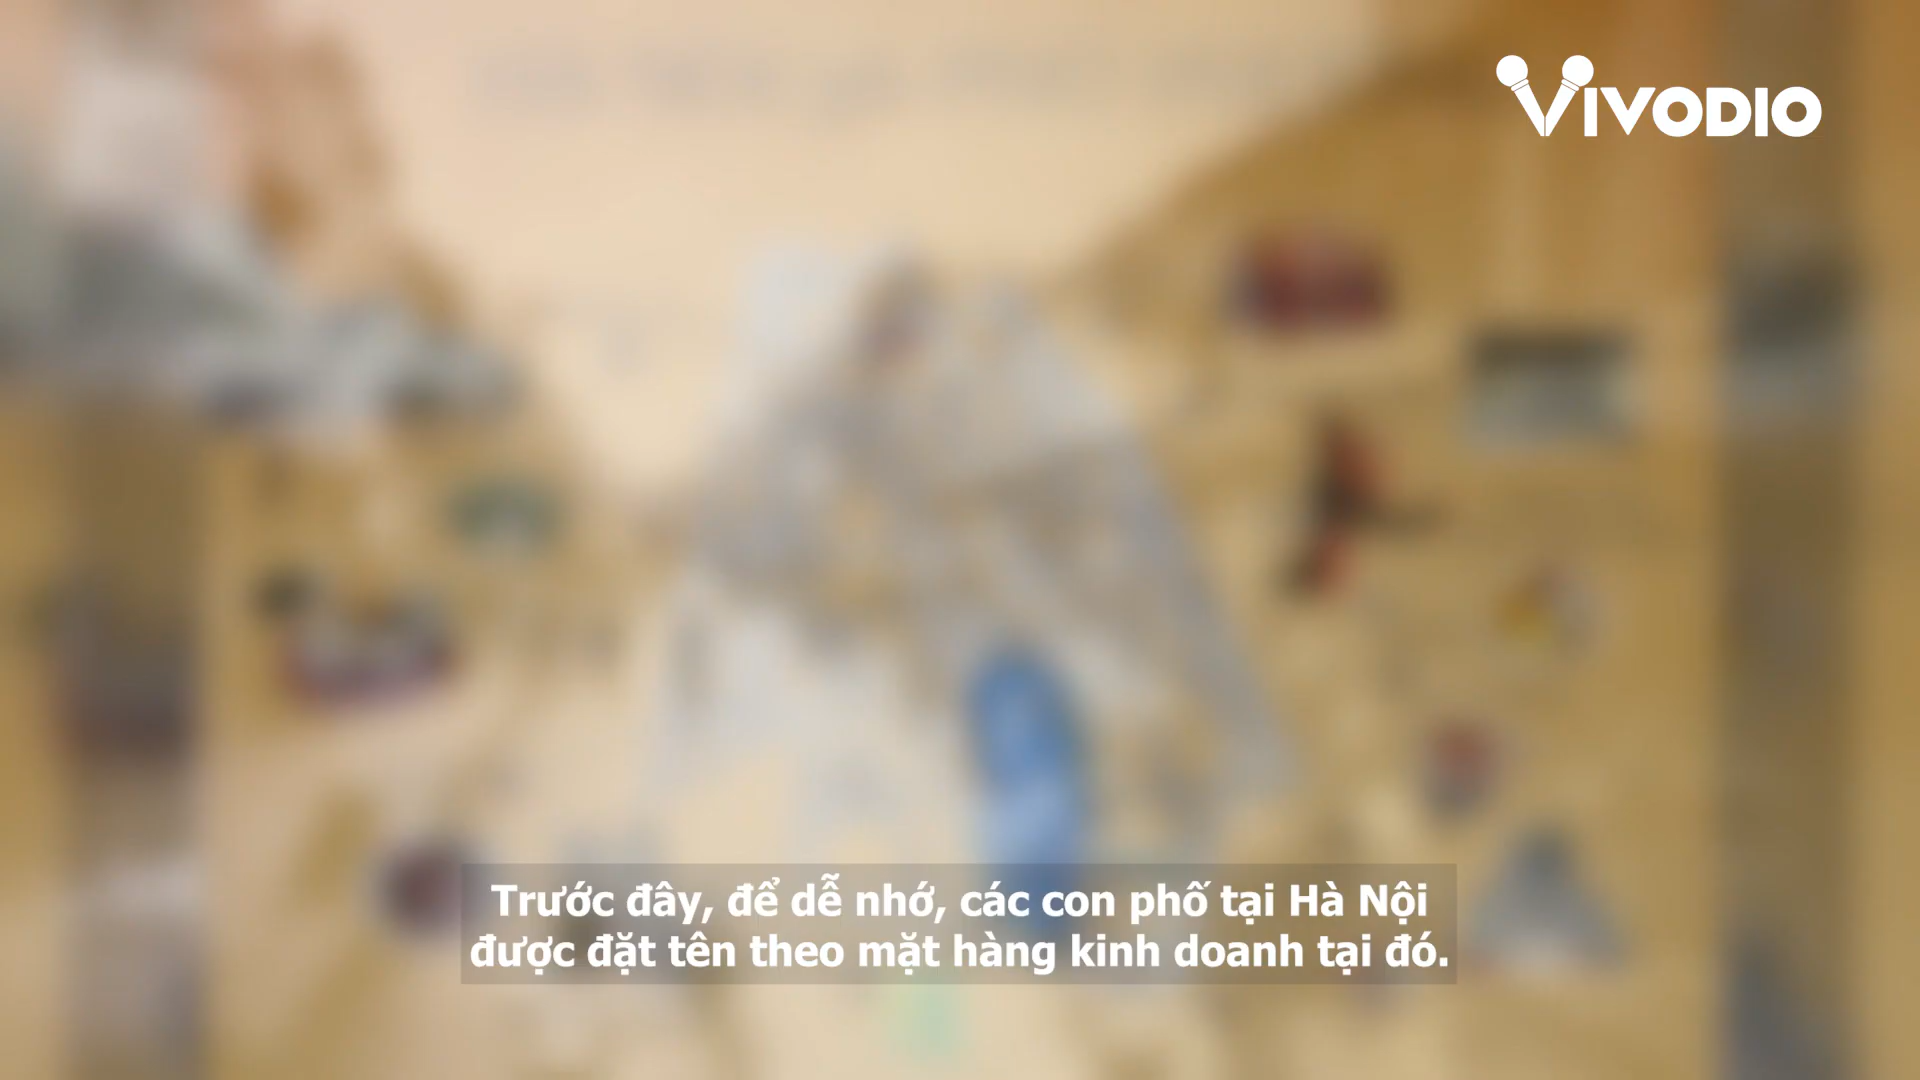 VIVODIO
Trước đây, để dễ nhớ, các con phố tại Hà Nội
được đặt tên theo mặt hàng kinh doanh tại đó.